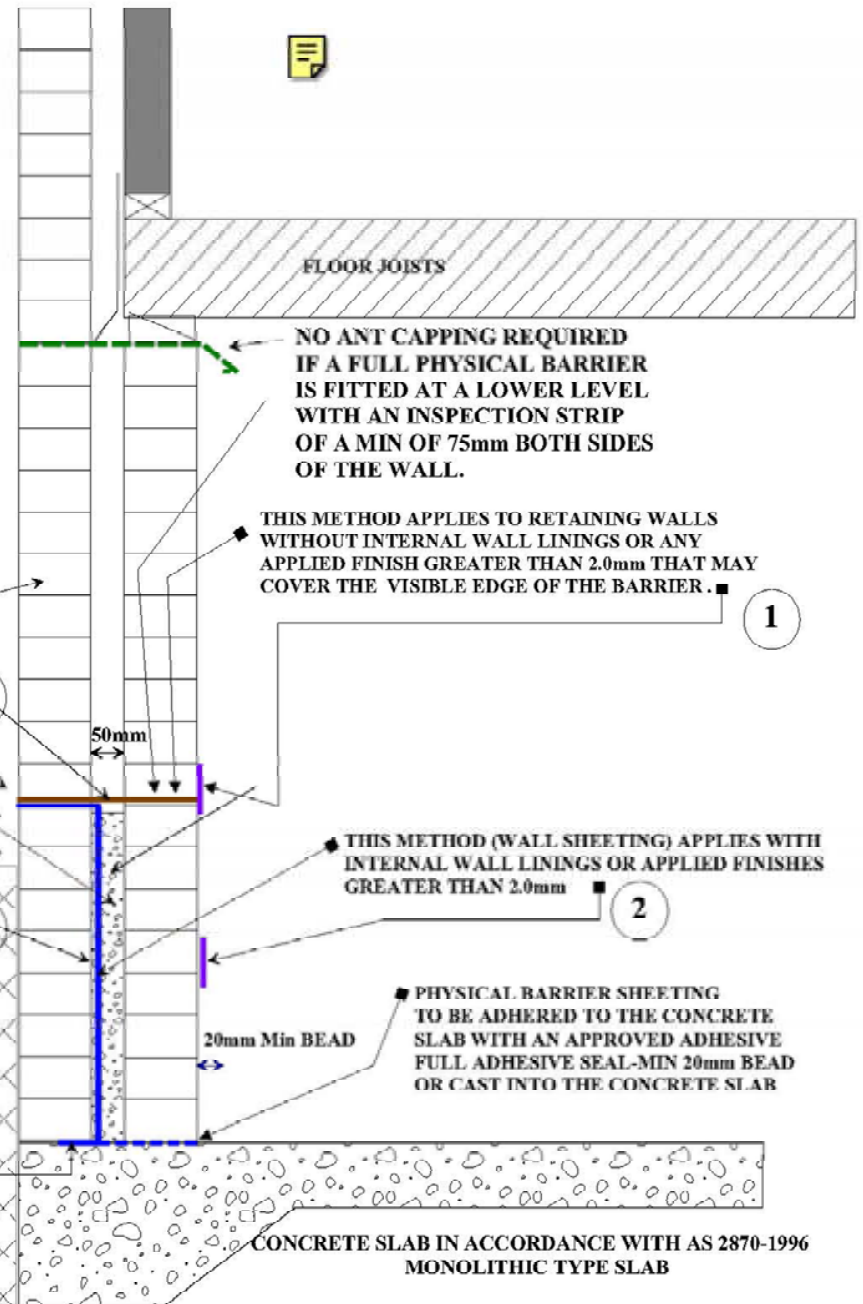 FLOOR JOISTS
NO ANT CAPPING REQUIRED
IF A FULL PHYSICAL BARRIER
IS FITTED AT A LOWER LEVEL
WITH AN INSPECTION STRIP
OF A MIN OF 75mm BOTH SIDES
OF THE WALL.
THIS METHOD APPLIES TO RETAINING WALLS
WITHOUT INTERNAL WALL LININGS OR ANY
APPLIED FINISH GREATER THAN 2.0mm THAT MAY
COVER THE VISIBLE EDGE OF THE BARRIER.
1
50mm
THIS METHOD (WALL SHEETING) APPLIES WITH
INTERNAL WALL LININGS OR APPLIED FINISHES
GREATER THAN 2.0mm
2
PHYSICAL BARRIER SHEETING
TO BE ADHERED TO THE CONCRETE
SLAB WITH AN APPROVED ADHESIVE
FULL ADHESIVE SEAL-MIN 20mm BEAD
OR CAST INTO THE CONCRETE SLAB
20mm Min BEAD
CONCRETE SLAB IN ACCORDANCE WITH AS 2870-1996
MONOLITHIC TYPE SLAB